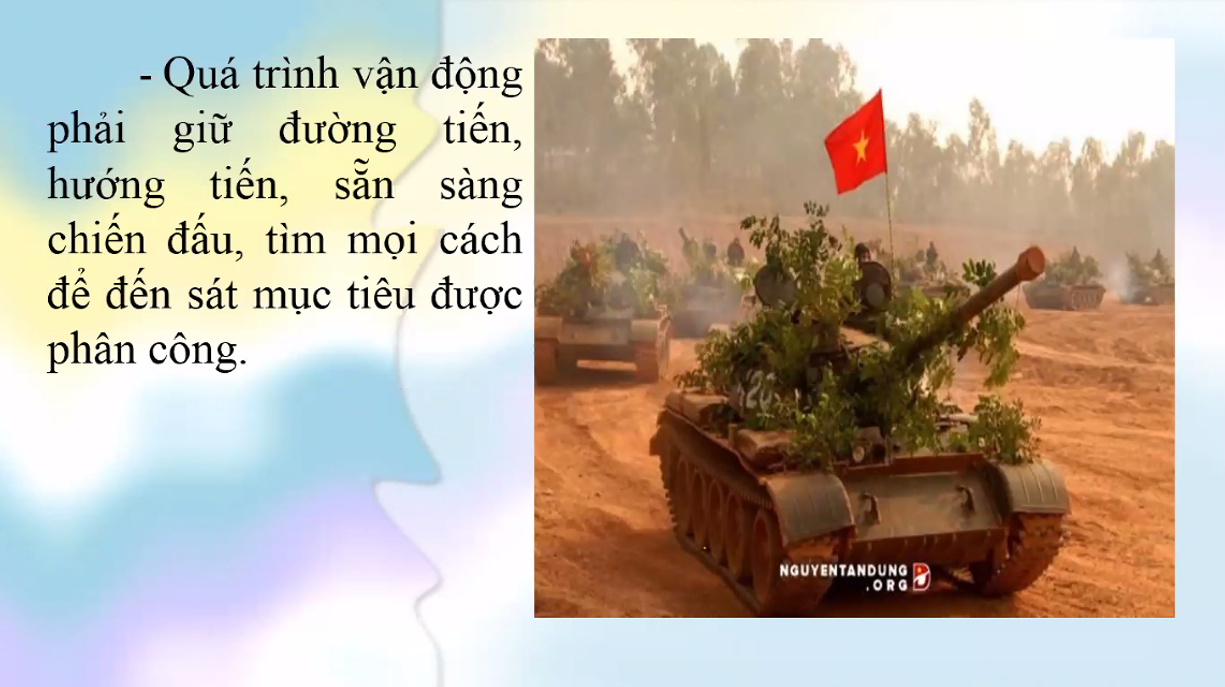 - Quá trình vận động
phải giữ đường tiến,
hướng tiến, sẵn sàng
chiến đấu, tìm mọi cách
để đến sát mục tiêu được
phân công.
NGUYENTANDUNG
.ORG